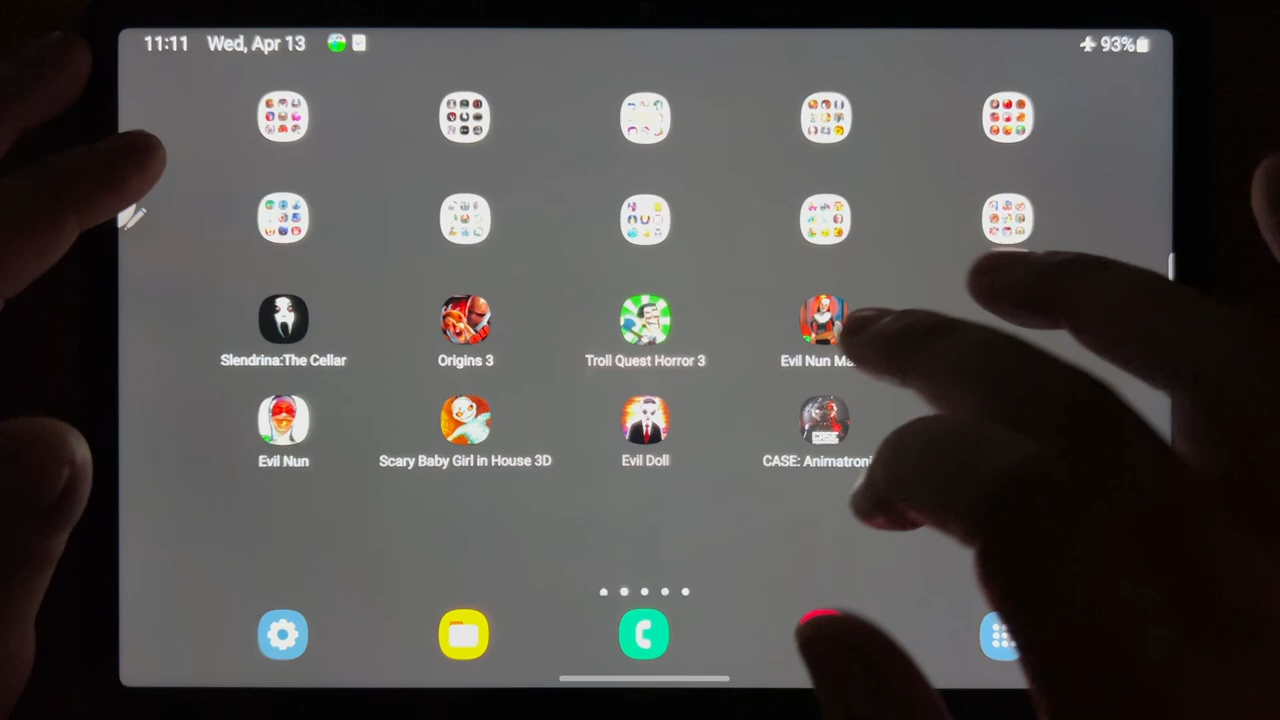 11:11 Wed, Apr 13 93%
Slendrina:The Cellar Origins 3 Troll Quest Horror 3 Evil Nun Ma
Evil Nun Scary Baby Girl in House 3D Evil Doll CASE: Animatroni